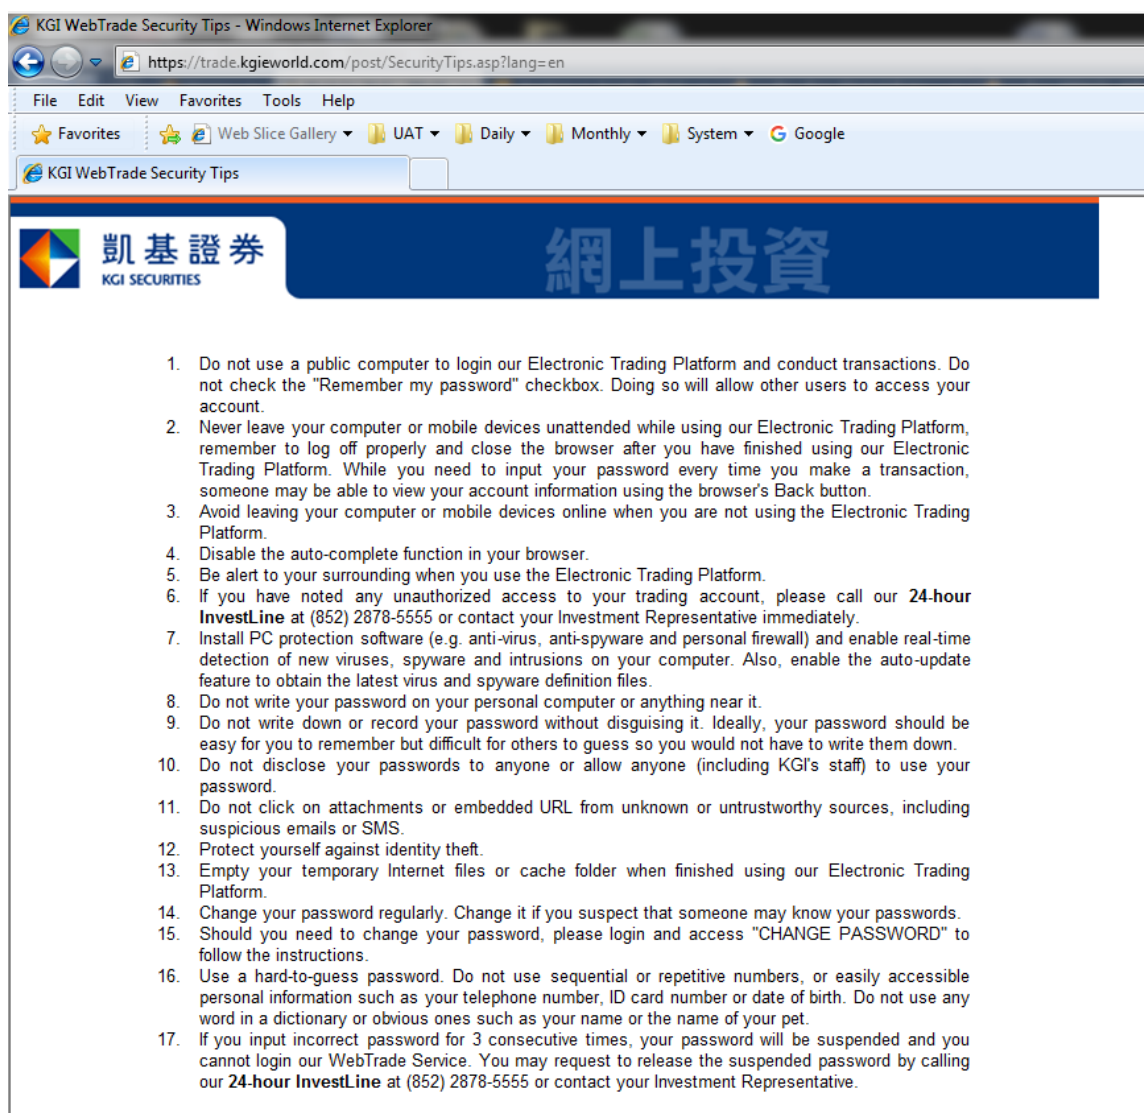 KGI WebTrade Security Tips - Windows Internet Explorer
https://trade.kgieworld.com/post/SecurityTips.asp?lang=en
File Edit View Favorites Tools Help
Favorites Web Slice Gallery UAT Daily Monthly System Google
KGI WebTrade Security Tips
凱基證券
KGI SECURITIES
網上投資
1. Do not use a public computer to login our Electronic Trading Platform and conduct transactions. Do
not check the "Remember my password" checkbox. Doing so will allow other users to access your
account.
2. Never leave your computer or mobile devices unattended while using our Electronic Trading Platform,
remember to log off properly and close the browser after you have finished using our Electronic
Trading Platform. While you need to input your password every time you make a transaction,
someone may be able to view your account information using the browser's Back button.
3. Avoid leaving your computer or mobile devices online when you are not using the Electronic Trading
Platform.
4. Disable the auto-complete function in your browser.
5. Be alert to your surrounding when you use the Electronic Trading Platform.
6. If you have noted any unauthorized access to your trading account, please call our 24-hour
InvestLine at (852) 2878-5555 or contact your Investment Representative immediately.
7. Install PC protection software (e.g. anti-virus, anti-spyware and personal firewall) and enable real-time
detection of new viruses, spyware and intrusions on your computer. Also, enable the auto-update
feature to obtain the latest virus and spyware definition files.
8. Do not write your password on your personal computer or anything near it.
9. Do not write down or record your password without disguising it. Ideally, your password should be
easy for you to remember but difficult for others to guess so you would not have to write them down.
10. Do not disclose your passwords to anyone or allow anyone (including KGI's staff) to use your
password.
11. Do not click on attachments or embedded URL from unknown or untrustworthy sources, including
suspicious emails or SMS.
12. Protect yourself against identity theft.
13. Empty your temporary Internet files or cache folder when finished using our Electronic Trading
Platform.
14. Change your password regularly. Change it if you suspect that someone may know your passwords.
15. Should you need to change your password, please login and access "CHANGE PASSWORD" to
follow the instructions.
16. Use a hard-to-guess password. Do not use sequential or repetitive numbers, or easily accessible
personal information such as your telephone number, ID card number or date of birth. Do not use any
word in a dictionary or obvious ones such as your name or the name of your pet.
17. If you input incorrect password for 3 consecutive times, your password will be suspended and you
cannot login our WebTrade Service. You may request to release the suspended password by calling
our 24-hour InvestLine at (852) 2878-5555 or contact your Investment Representative.